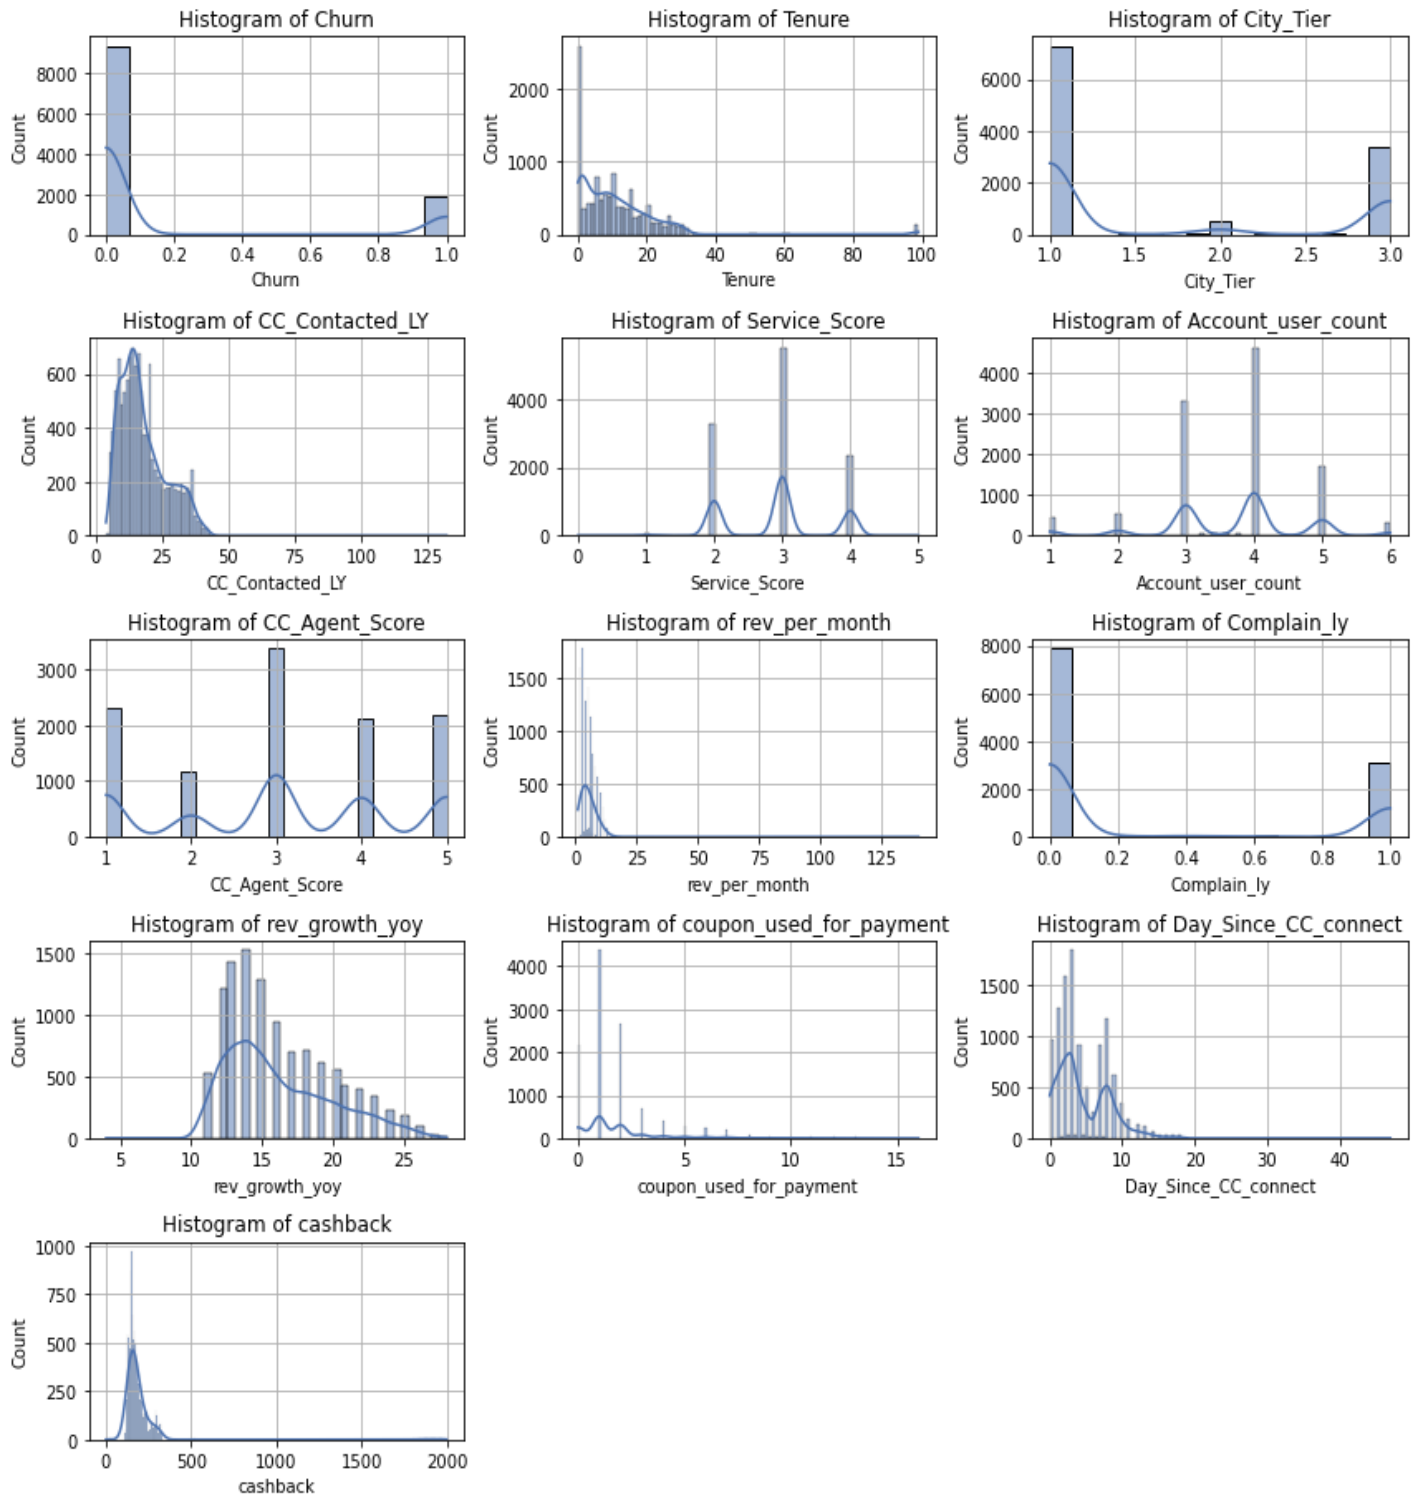 Histogram of Churn
Count
8000
6000
4000
2000
0
0.0 0.2 0.4 0.6 0.8 1.0
Churn
Histogram of Tenure
Count
2000
1000
0
0 20 40 60 80 100
Tenure
Histogram of City_Tier
Count
6000
4000
2000
0
1.0 1.5 2.0 2.5 3.0
City_Tier
Histogram of CC_Contacted_LY
Count
600
400
200
0
0 25 50 75 100 125
CC_Contacted_LY
Histogram of Service_Score
Count
4000
2000
0
0 1 2 3 4 5
Service_Score
Histogram of Account_user_count
Count
4000
3000
2000
1000
0
1 2 3 4 5 6
Account_user_count
Histogram of CC_Agent_Score
Count
3000
2000
1000
0
1 2 3 4 5
CC_Agent_Score
Histogram of rev_per_month
Count
1500
1000
500
0
0 25 50 75 100 125
rev_per_month
Histogram of Complain_ly
Count
8000
6000
4000
2000
0
0.0 0.2 0.4 0.6 0.8 1.0
Complain_ly
Histogram of rev_growth_yoy
Count
1500
1000
500
0
5 10 15 20 25
rev_growth_yoy
Histogram of coupon_used_for_payment
Count
4000
3000
2000
1000
0
0 5 10 15
coupon_used_for_payment
Histogram of Day_Since_CC_connect
Count
1500
1000
500
0
0 10 20 30 40
Day_Since_CC_connect
Histogram of cashback
Count
1000
750
500
250
0
0 500 1000 1500 2000
cashback